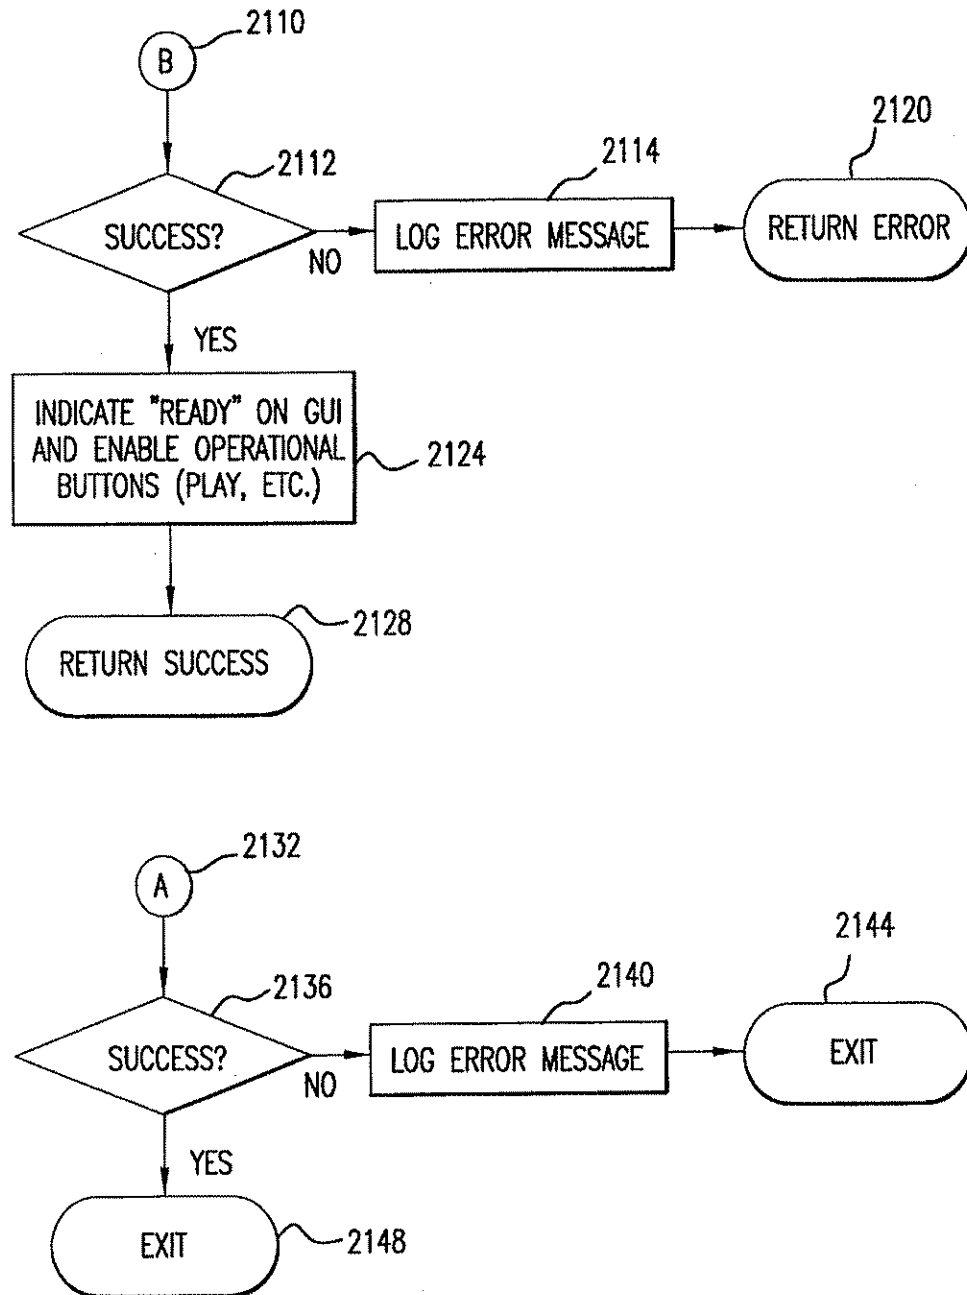 2110
B
2112
2114
2120
SUCCESS?
NO
LOG ERROR MESSAGE
RETURN ERROR
YES
INDICATE "READY" ON GUI
AND ENABLE OPERATIONAL
BUTTONS (PLAY, ETC.)
2124
2128
RETURN SUCCESS
2132
A
2136
2140
2144
SUCCESS?
NO
LOG ERROR MESSAGE
EXIT
YES
EXIT
2148